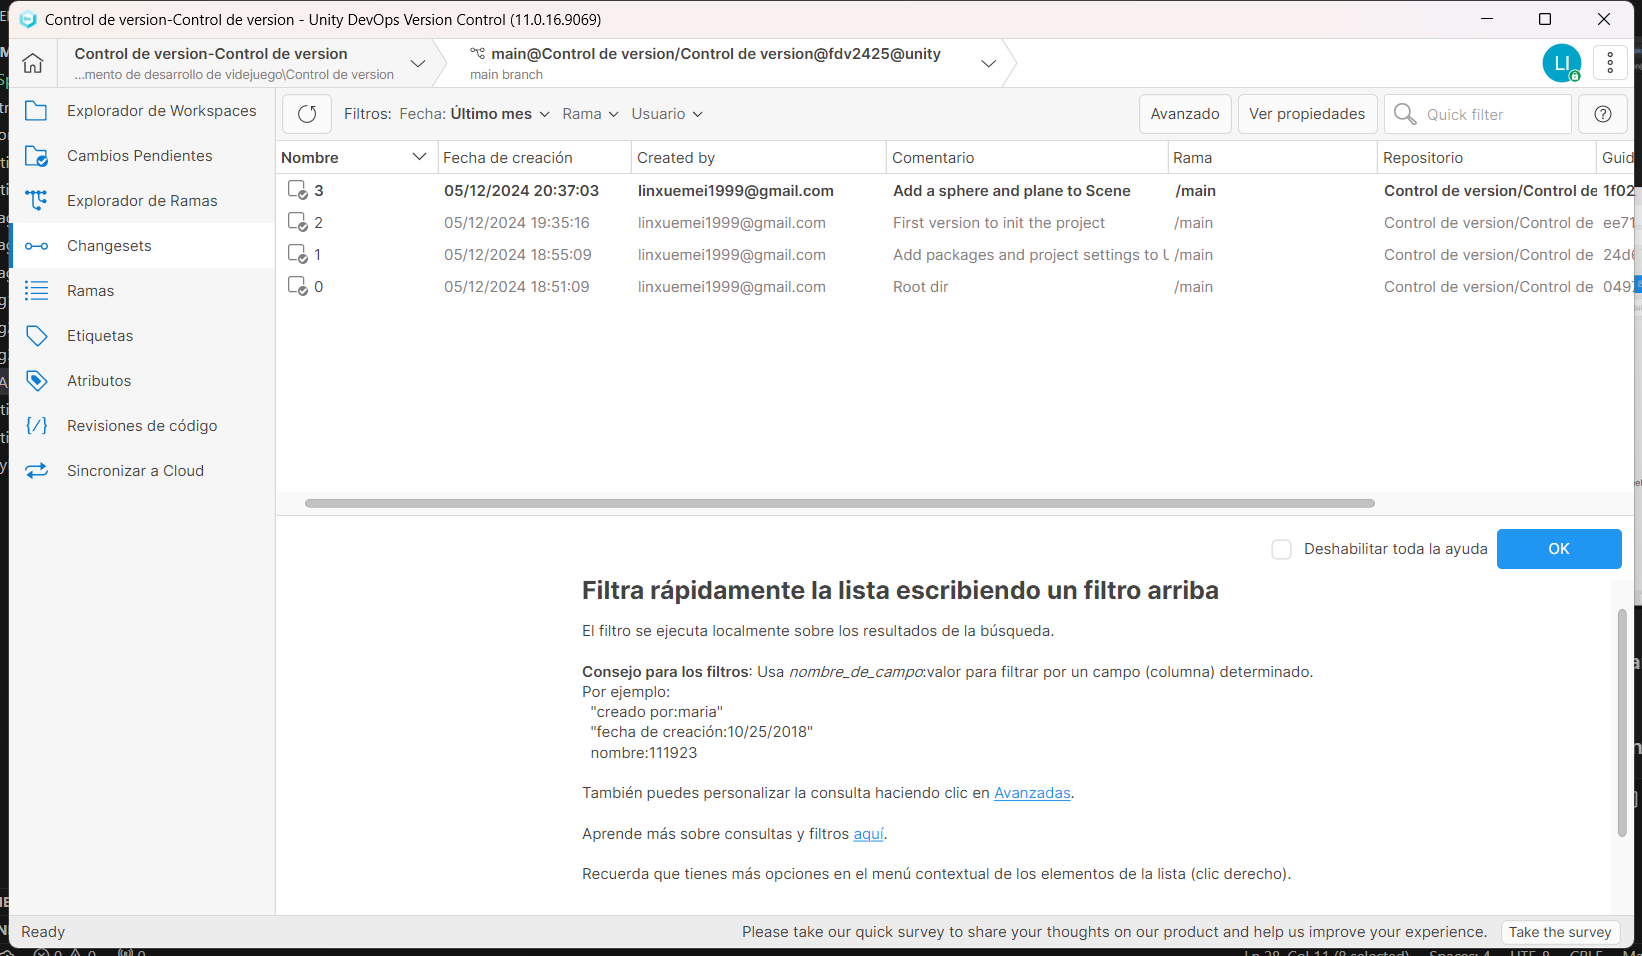 Control de version-Control de version - Unity DevOps Version Control (11.0.16.9069)
Control de version-Control de version
...mento de desarrollo de videjuego\Control de version
main@Control de version/Control de version@fdv2425@unity
main branch
LI
Explorador de Workspaces
Cambios Pendientes
Explorador de Ramas
Changesets
Ramas
Etiquetas
Atributos
Revisiones de código
Sincronizar a Cloud
Filtros: Fecha: Último mes Rama Usuario
Avanzado
Ver propiedades
Quick filter
Nombre Fecha de creación Created by Comentario Rama Repositorio Guid
3 05/12/2024 20:37:03 linxuemei1999@gmail.com Add a sphere and plane to Scene /main Control de version/Control de 1f02
2 05/12/2024 19:35:16 linxuemei1999@gmail.com First version to init the project /main Control de version/Control de ee71
1 05/12/2024 18:55:09 linxuemei1999@gmail.com Add packages and project settings to /main Control de version/Control de 24d6
0 05/12/2024 18:51:09 linxuemei1999@gmail.com Root dir /main Control de version/Control de 0497
Deshabilitar toda la ayuda
OK
Filtra rápidamente la lista escribiendo un filtro arriba
El filtro se ejecuta localmente sobre los resultados de la búsqueda.
Consejo para los filtros: Usa nombre_de_campo:valor para filtrar por un campo (columna) determinado.
Por ejemplo:
"creado por:maria"
"fecha de creación:10/25/2018"
nombre:111923
También puedes personalizar la consulta haciendo clic en Avanzadas.
Aprende más sobre consultas y filtros aquí.
Recuerda que tienes más opciones en el menú contextual de los elementos de la lista (clic derecho).
Ready
Please take our quick survey to share your thoughts on our product and help us improve your experience.
Take the survey